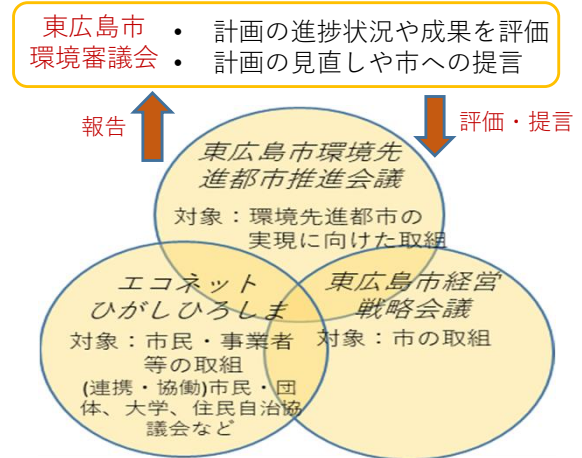 東広島市
環境審議会
• 計画の進捗状況や成果を評価
• 計画の見直しや市への提言
報告
評価・提言
東広島市環境先
進都市推進会議
対象：環境先進都市の
実現に向けた取組
エコネット
ひがしひろしま
対象：市民・事業者
等の取組
(連携・協働)市民・団
体、大学、住民自治協
議会など
東広島市経営
戦略会議
対象：市の取組